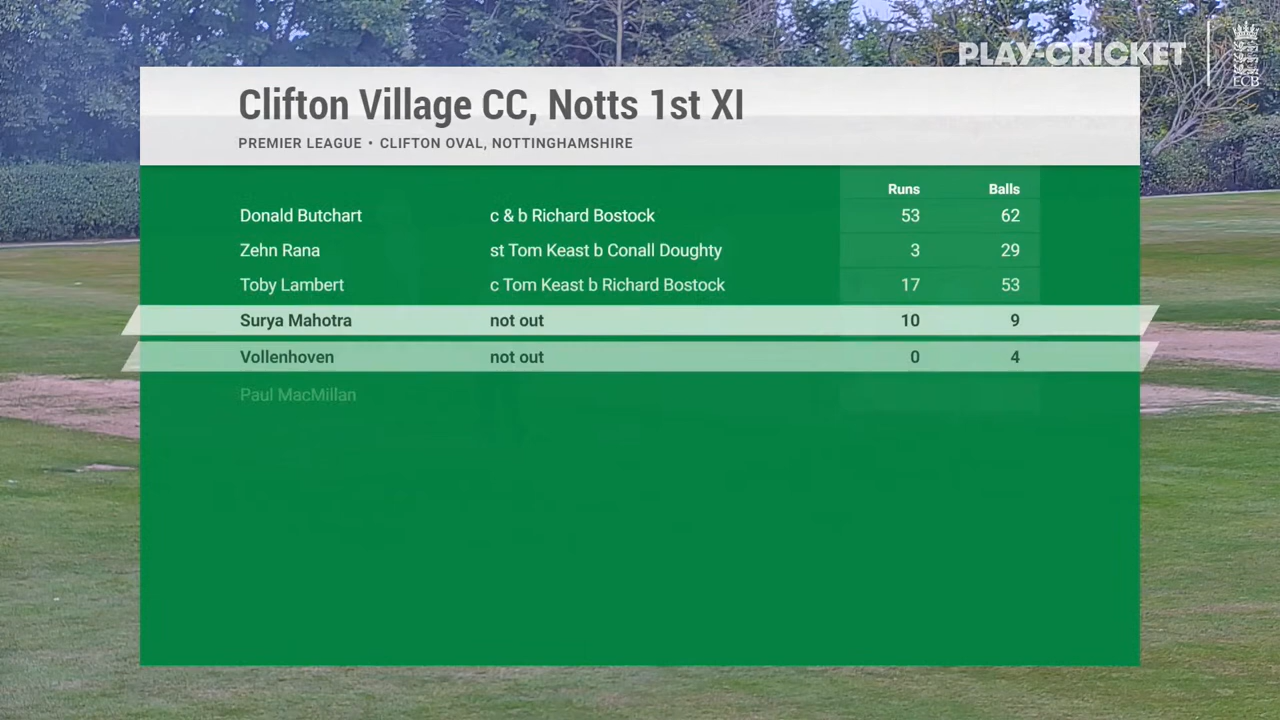 PLAY-CRICKET
ECB
Clifton Village CC, Notts 1st XI
PREMIER LEAGUE • CLIFTON OVAL, NOTTINGHAMSHIRE
Runs Balls
Donald Butchart c & b Richard Bostock 53 62
Zehn Rana st Tom Keast b Conall Doughty 3 29
Toby Lambert c Tom Keast b Richard Bostock 17 53
Surya Mahotra not out 10 9
Vollenhoven not out 0 4
Paul MacMillan